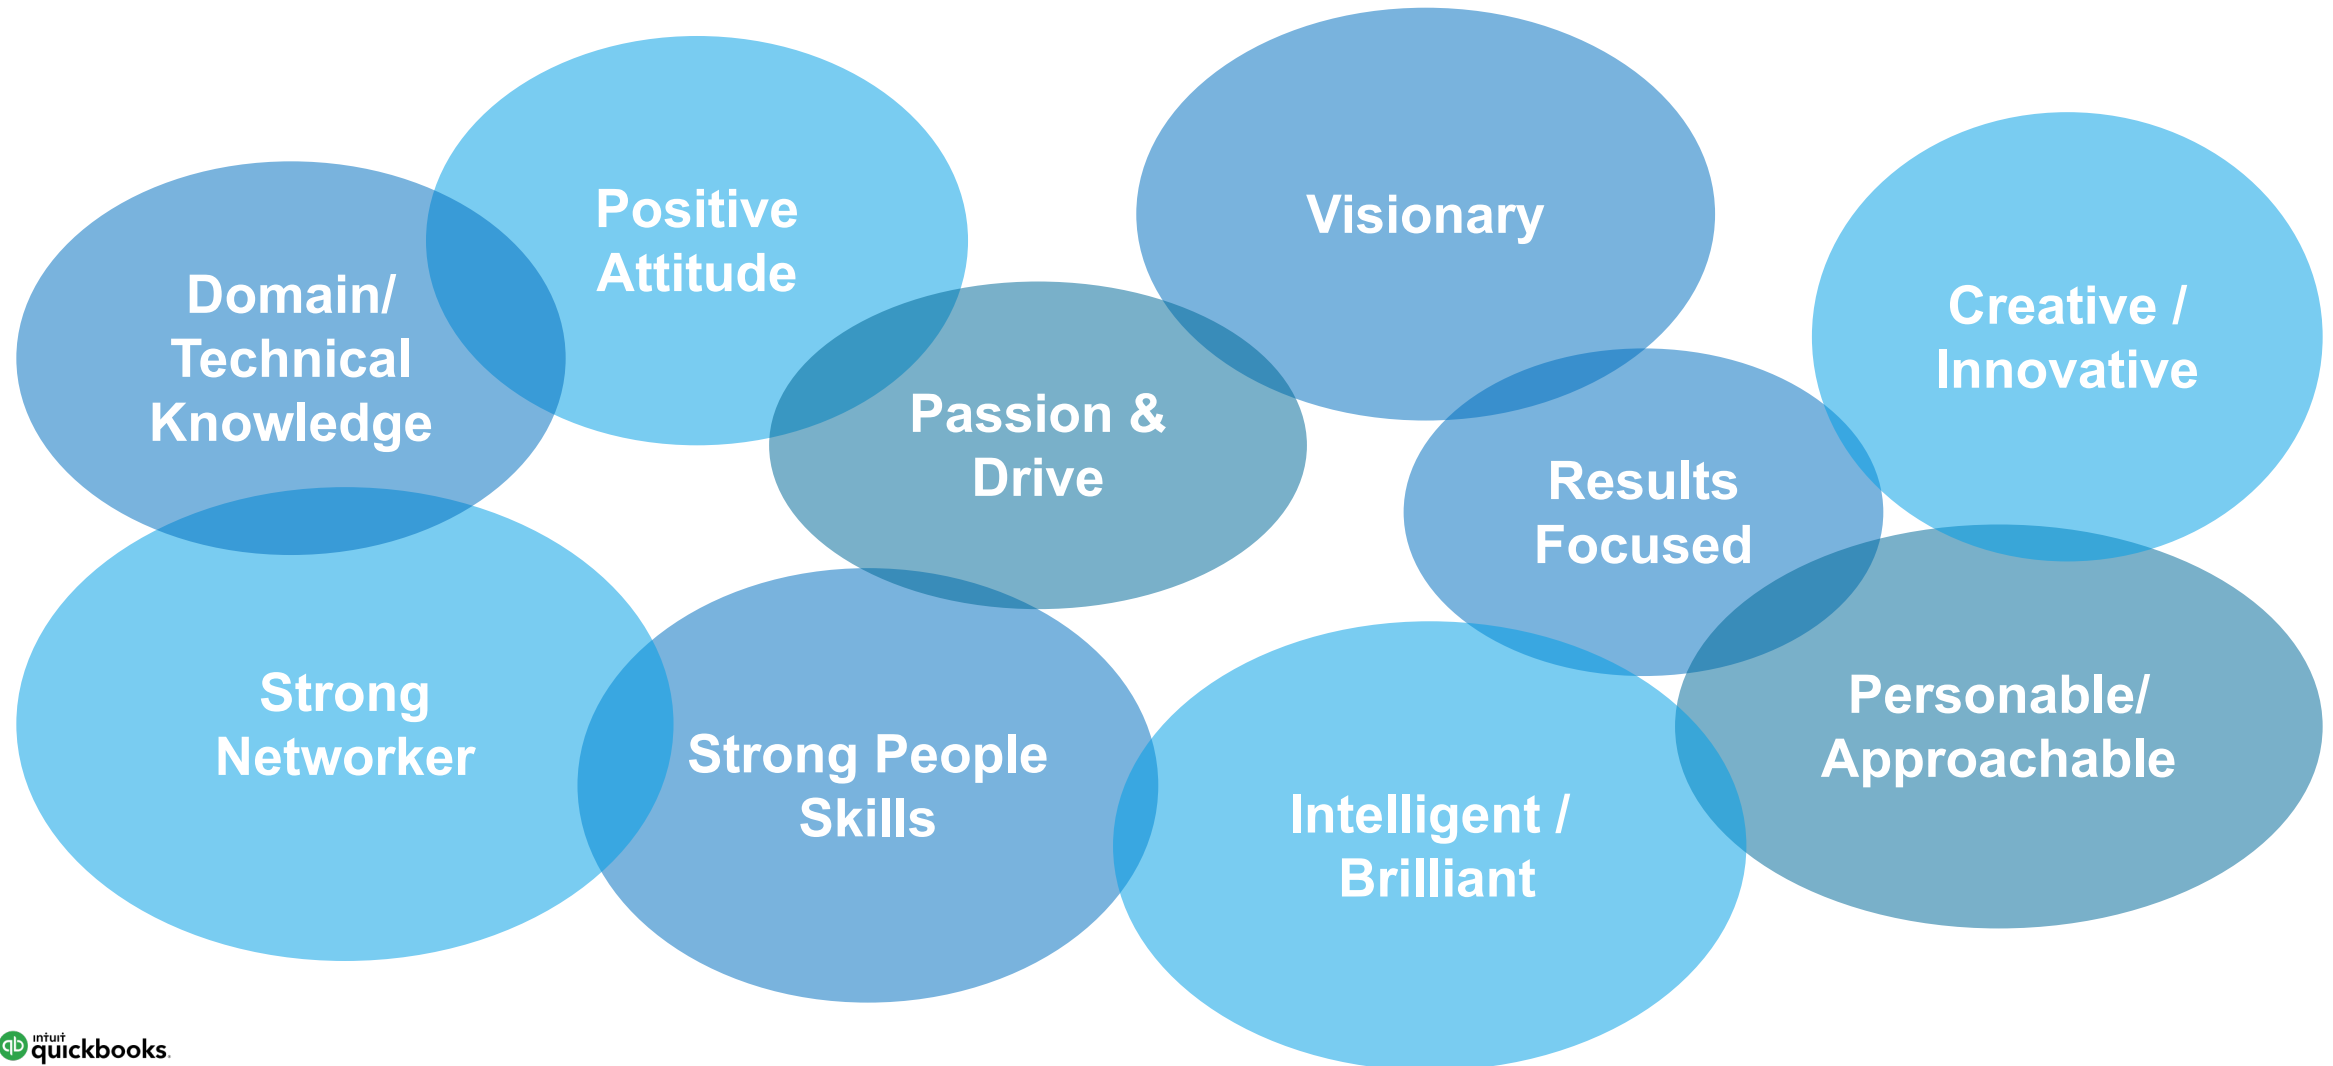 Positive
Attitude
Visionary
Domain/
Technical
Knowledge
Creative /
Innovative
Passion &
Drive
Results
Focused
Strong
Networker
Strong People
Skills
Personable/
Approachable
Intelligent /
Brilliant
qb
intuit
quickbooks.